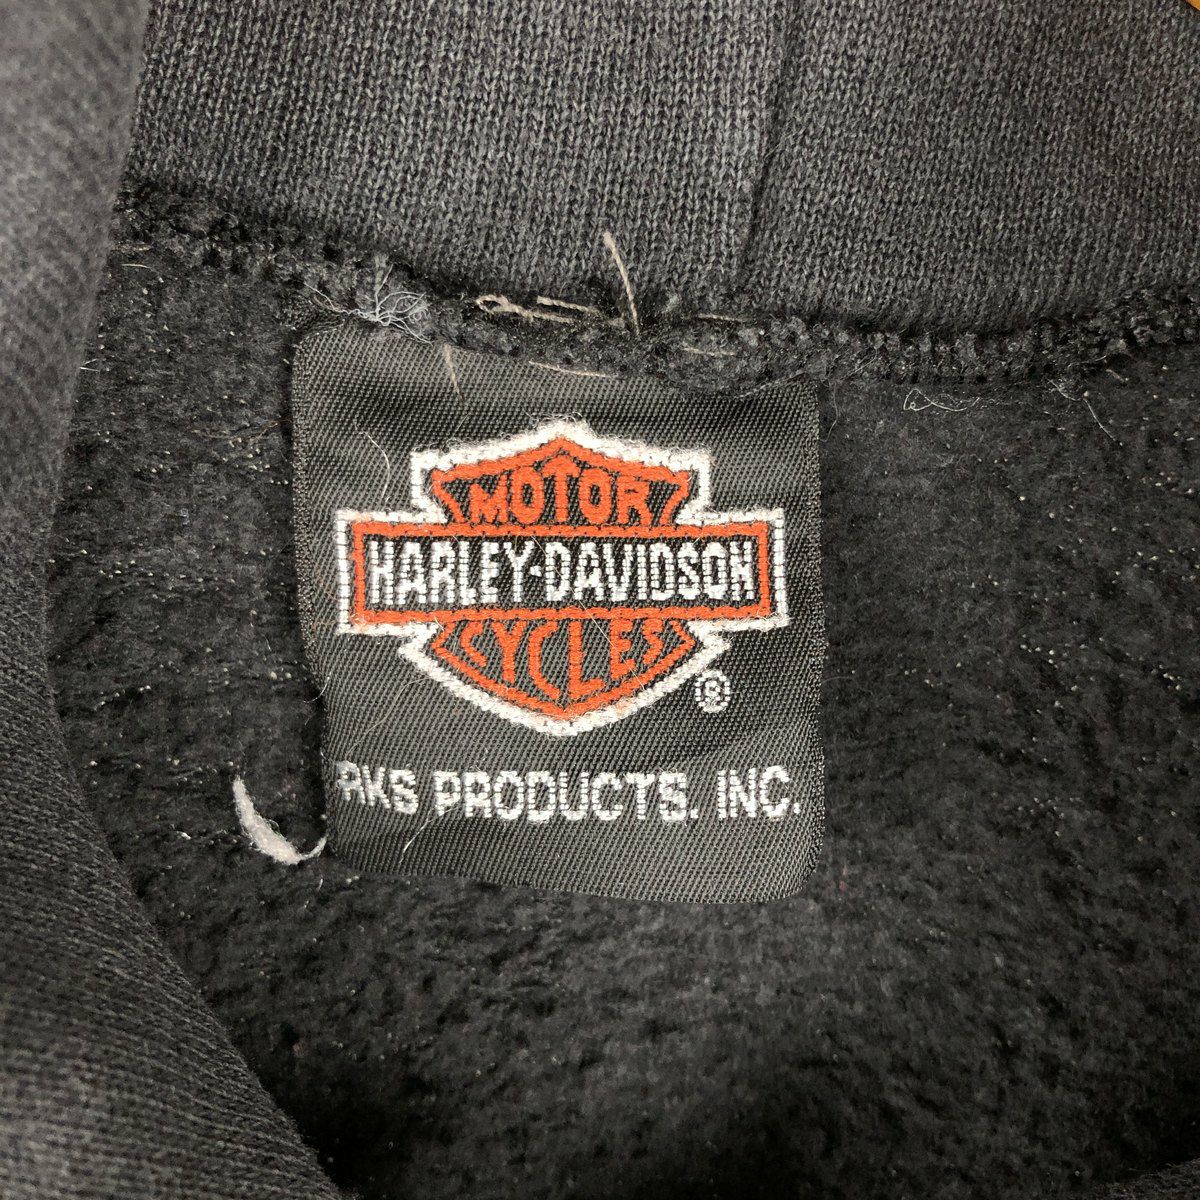 MOTOR
HARLEY-DAVIDSON
CYCLES
®
RKS PRODUCTS, INC.